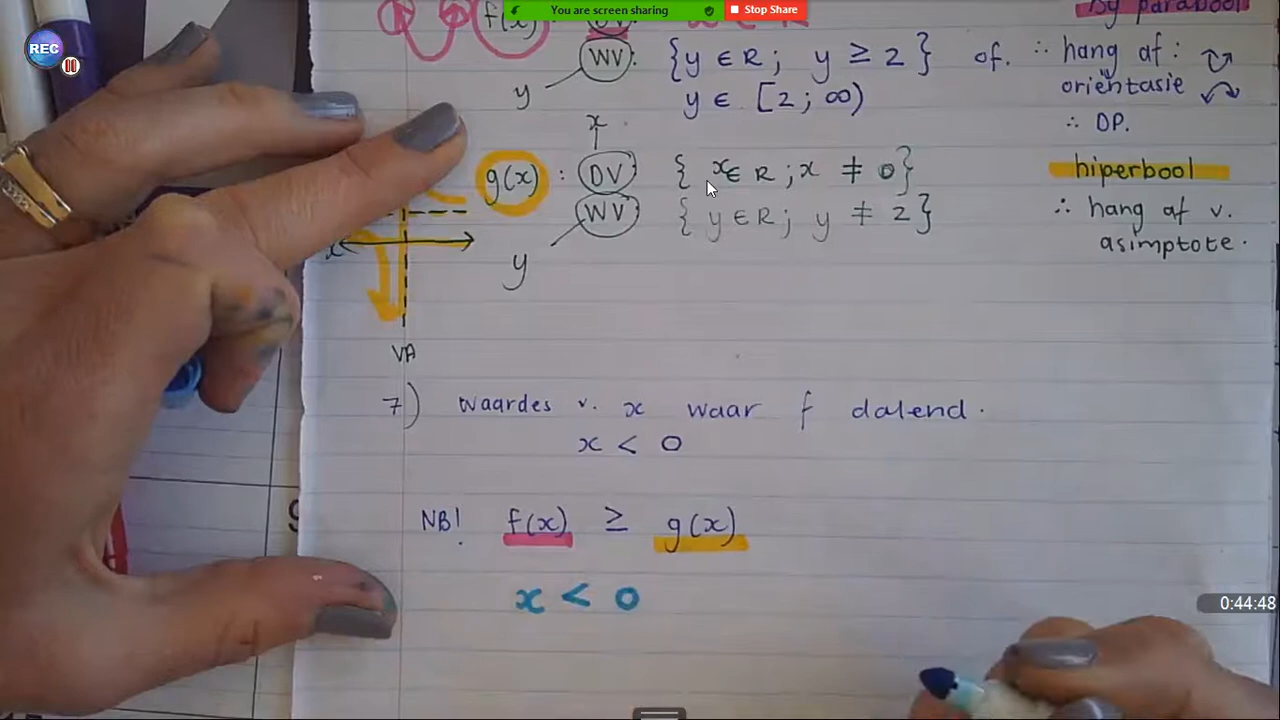 You are screen sharing Stop Share
REC
f(x)
By parabool
WV: {y ∈ R; y ≥ 2} of.
y
y ∈ [2; ∞)
∴ hang af:
oriëntasie
∴ DP.
x
g(x) : DV: { x ∈ R; x ≠ 0}
WV { y ∈ R; y ≠ 2}
y
hiperbool
∴ hang af v.
asimptote.
x
VA
7) Waardes v. x waar f dalend.
x < 0
NB! f(x) ≥ g(x)
x < 0
0:44:48